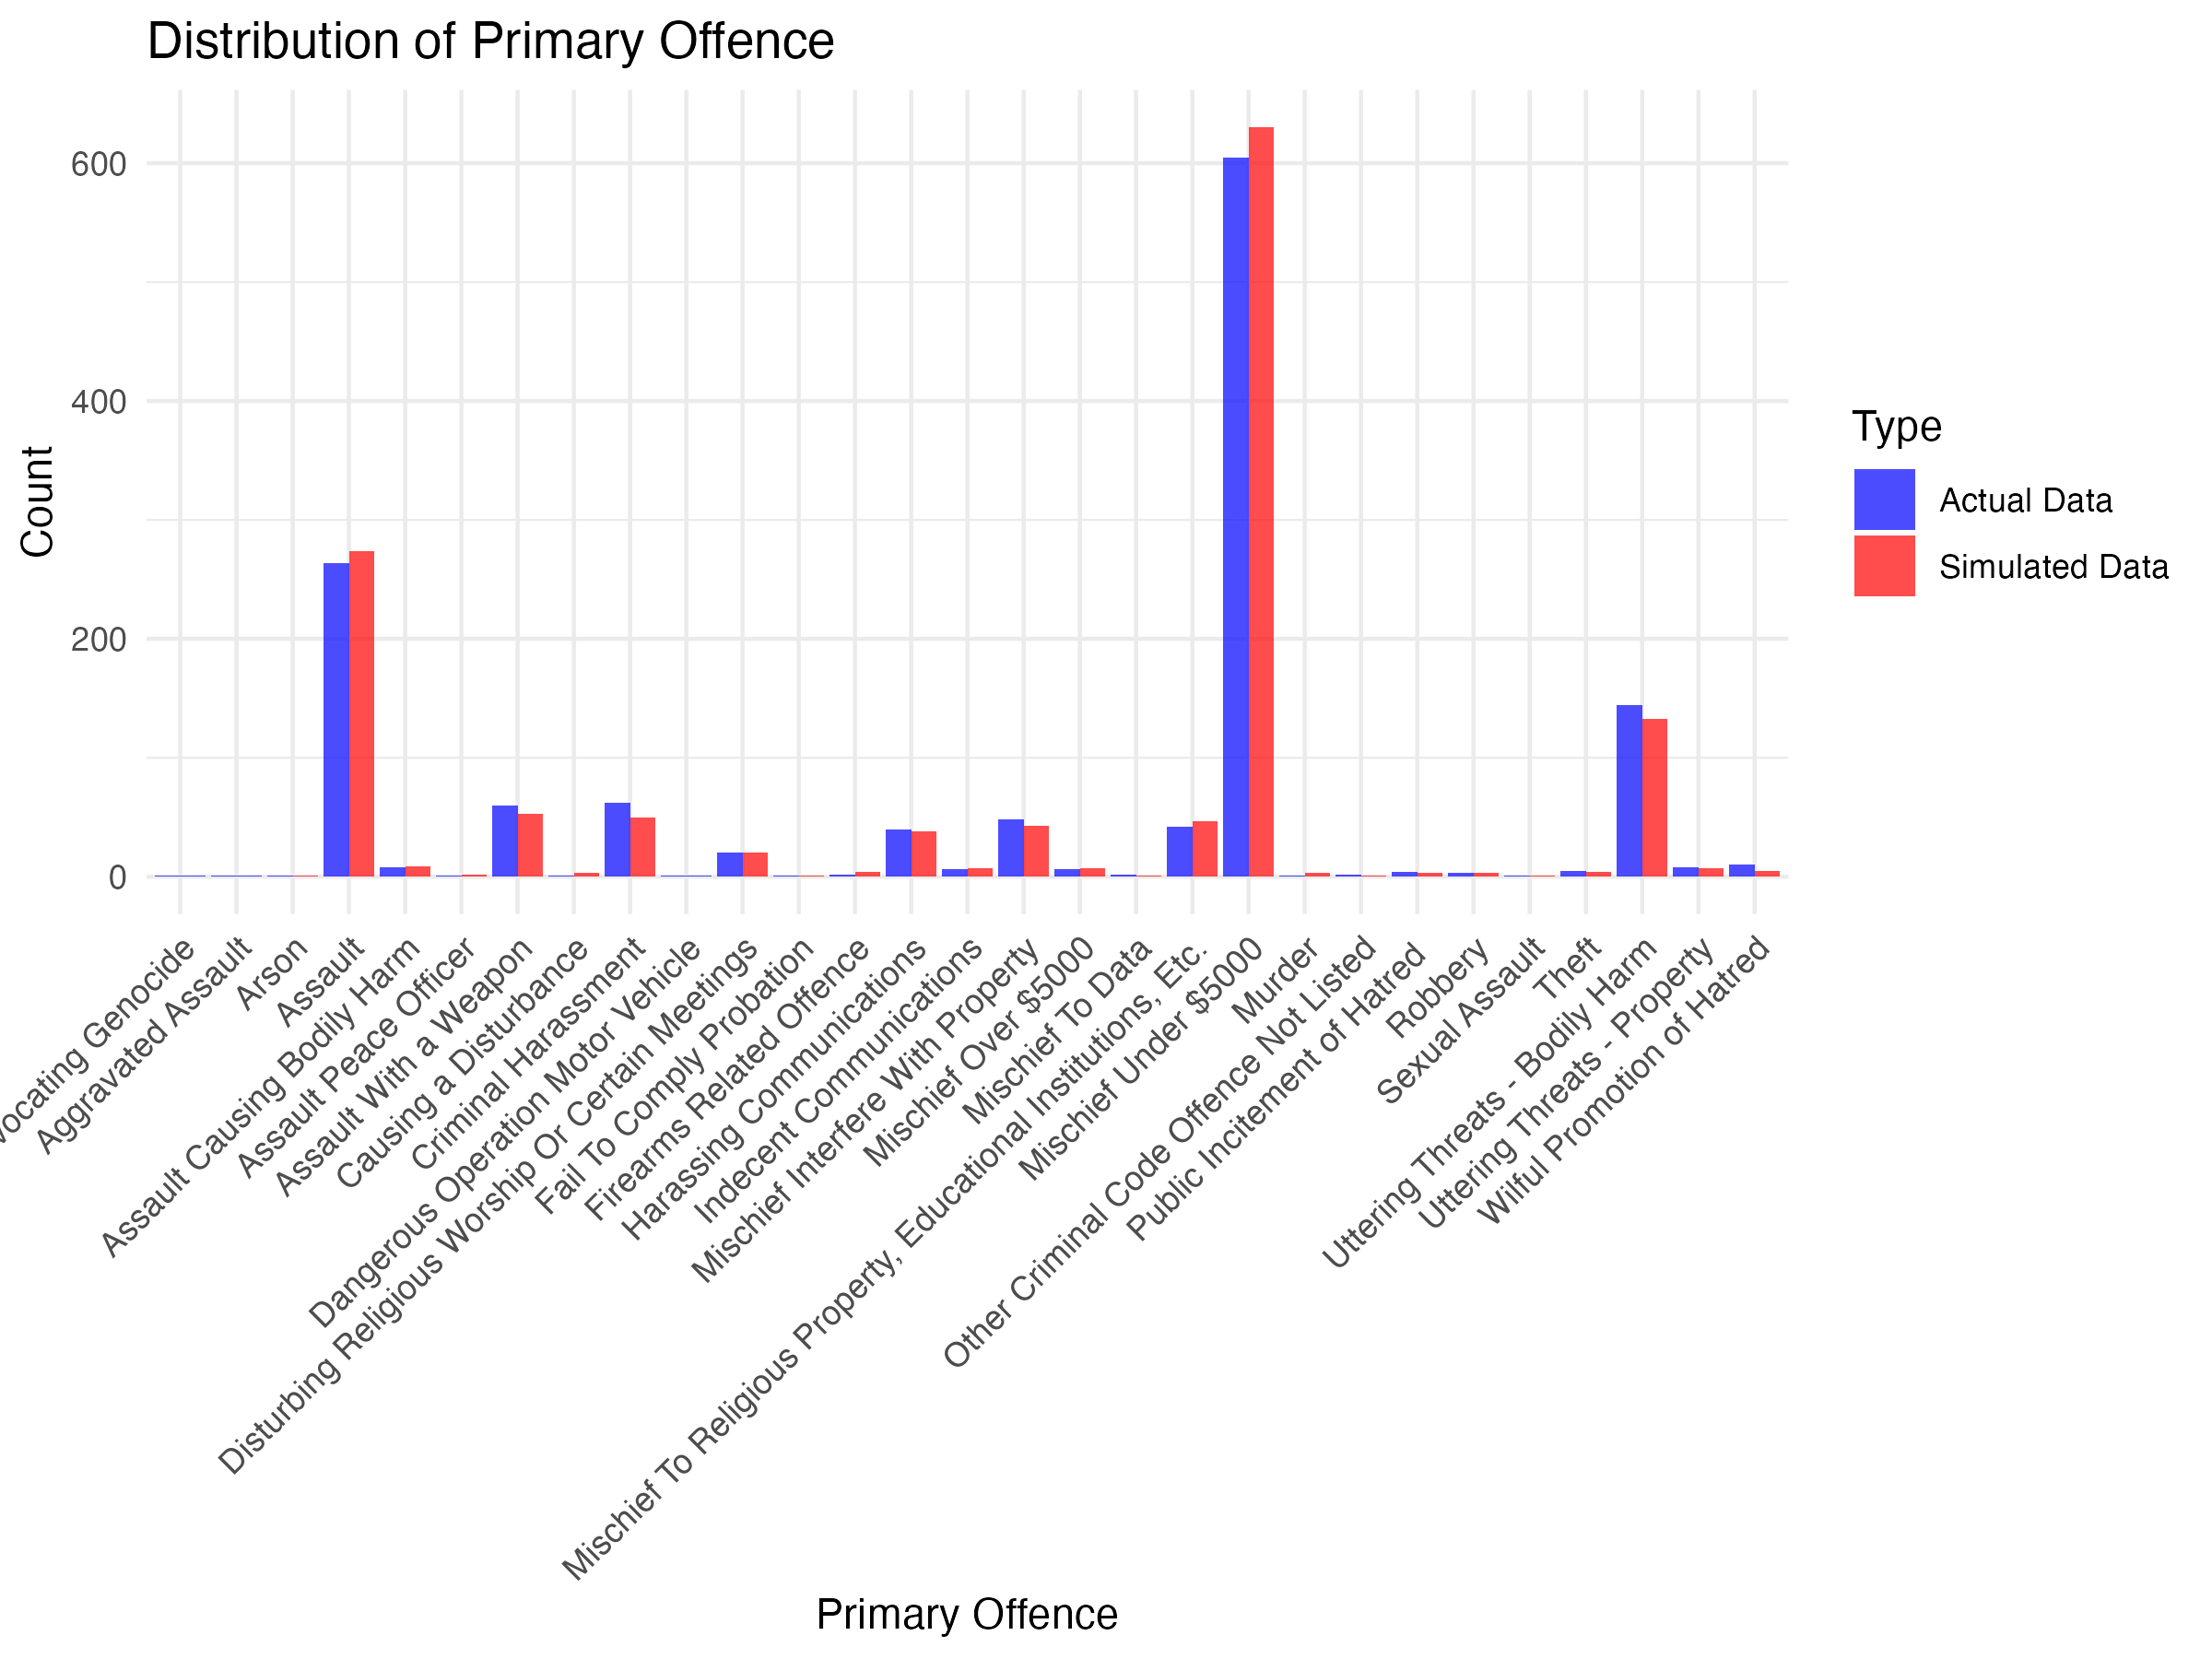 Distribution of Primary Offence
Count
600
400
200
0
Type
Actual Data
Simulated Data
Genocide
Aggravated Assault
Arson
Assault
Assault Causing Bodily Harm
Assault Peace Officer
Assault With a Weapon
Causing a Disturbance
Criminal Harassment
Dangerous Operation Motor Vehicle
Disturbing Religious Worship Or Certain Meetings
Fail To Comply Probation
Firearms Related Offence
Harassing Communications
Indecent Communications
Mischief Interfere With Property
Mischief Over $5000
Mischief To Data
Mischief To Religious Property, Educational Institutions, Etc.
Mischief Under $5000
Murder
Other Criminal Code Offence Not Listed
Public Incitement of Hatred
Robbery
Sexual Assault
Theft
Uttering Threats - Bodily Harm
Uttering Threats - Property
Wilful Promotion of Hatred
Primary Offence